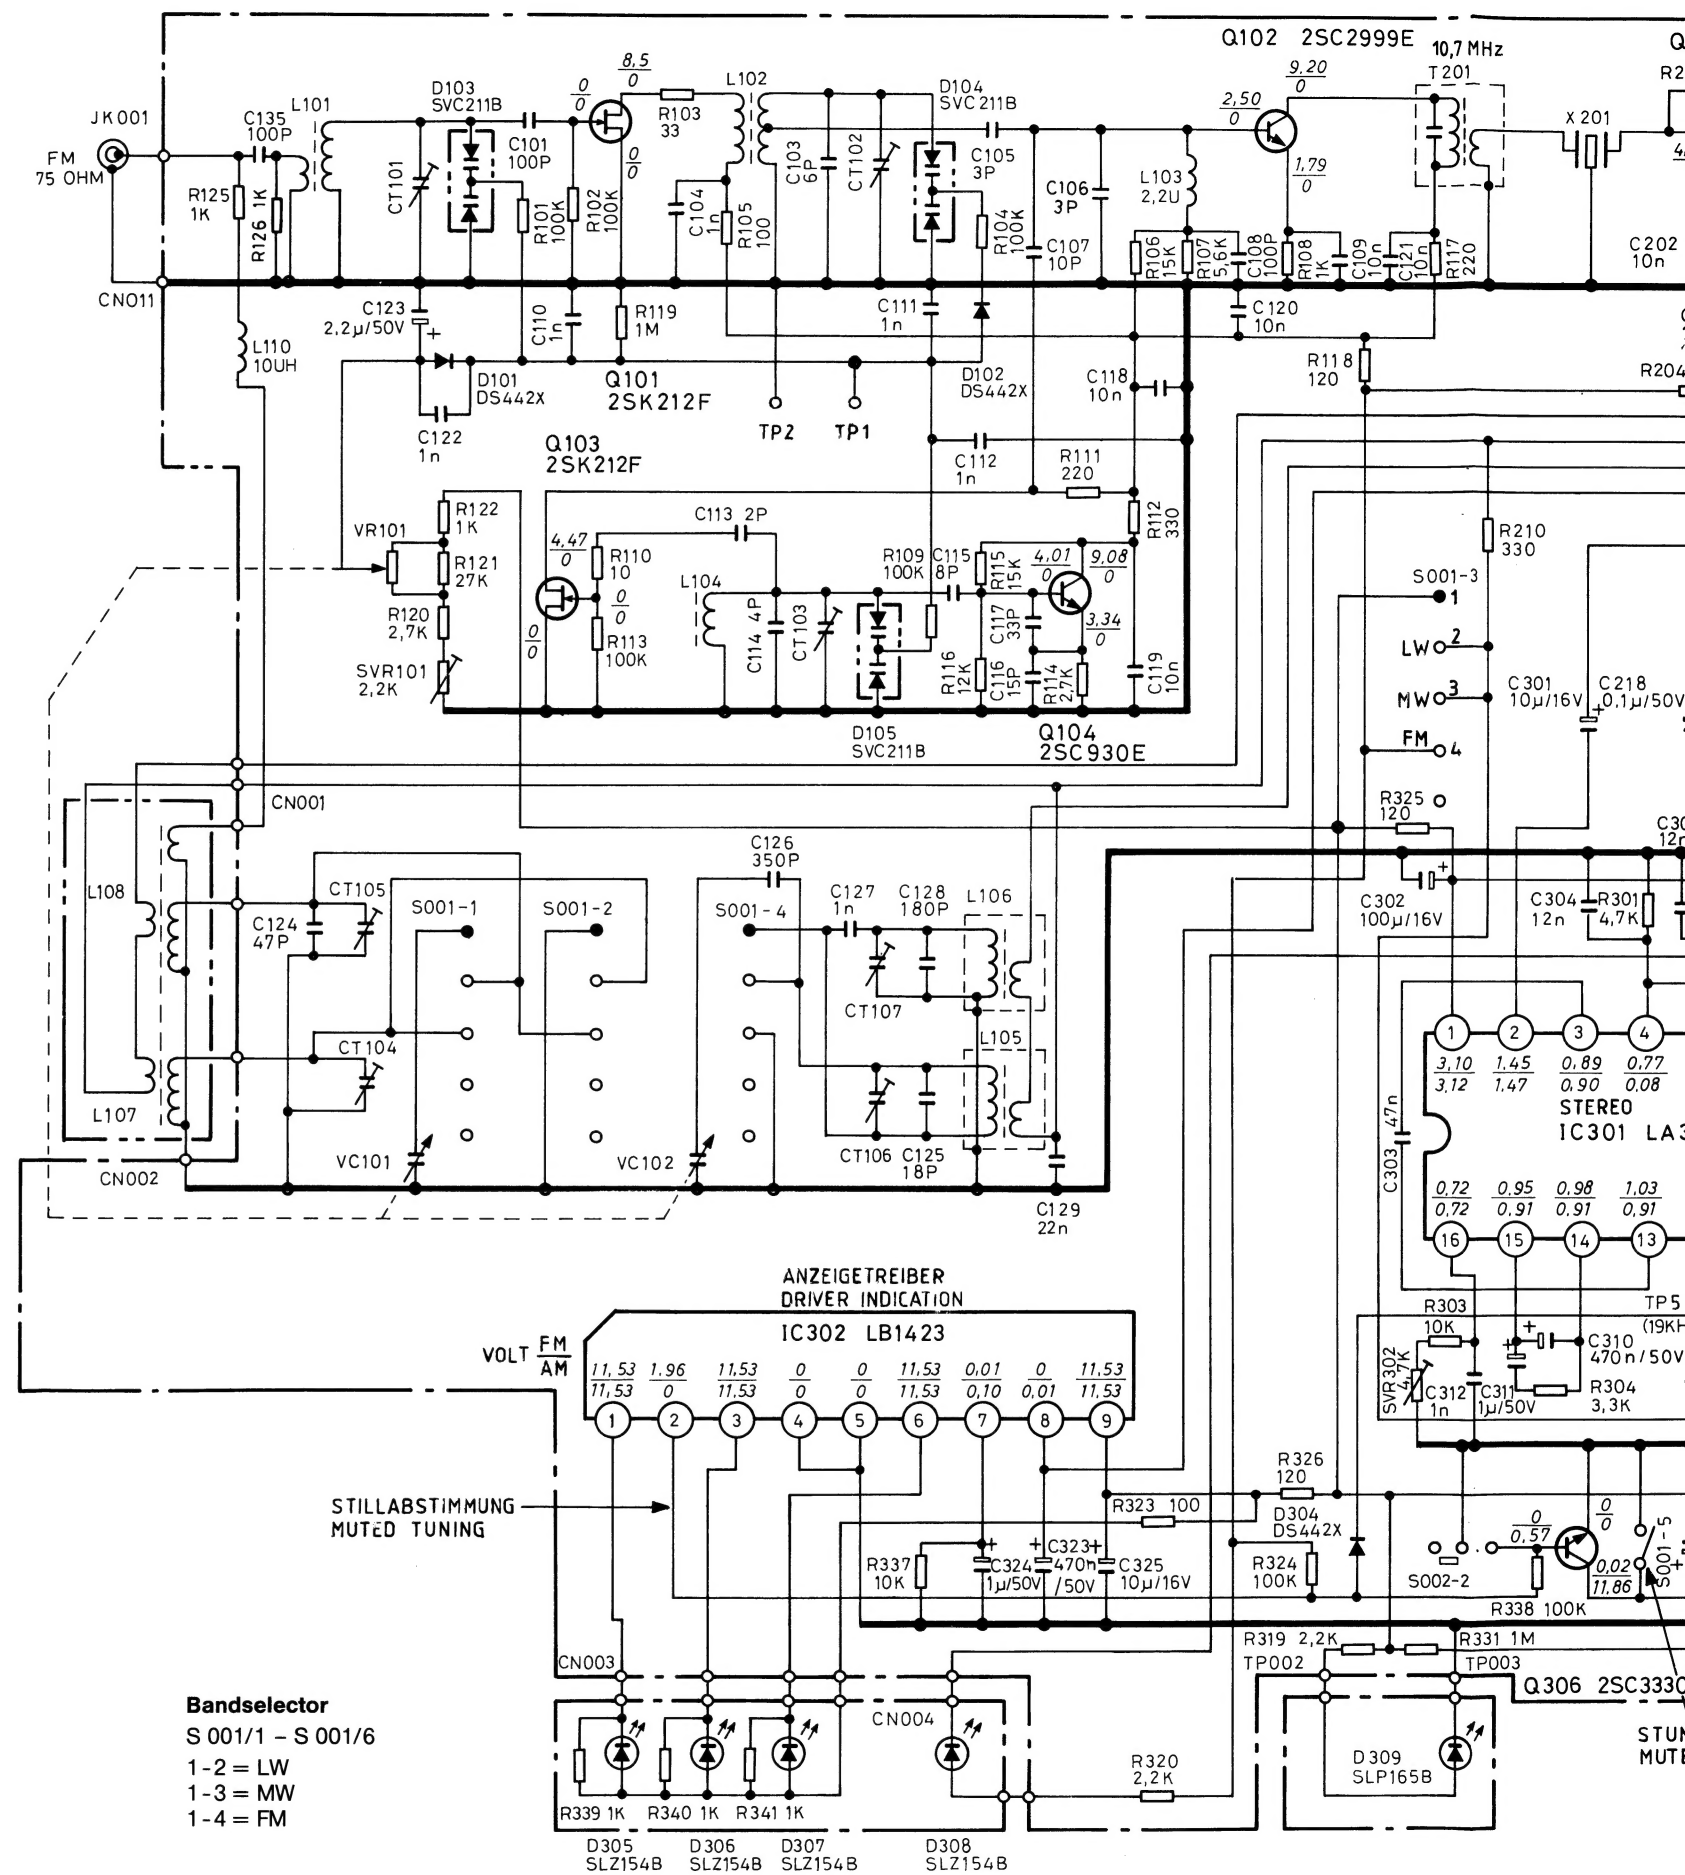 Q102 2SC2999E
10,7 MHz
T201
JK001
FM
75 OHM
C135
100P
L101
D103
SVC211B
0
0
8,5
0
L102
D104
SVC211B
2,50
0
9,20
0
X 201
R125
1K
R126 1K
CT101
C101
100P
R101
100K
R102
100K
0
0
R103
33
C104
1n
R105
100
C103
6P
CT102
C105
3P
R104
100K
C106
3P
C107
10P
L103
2,2U
1,79
0
R106
15K
R107
5,6K
C108
100P
R108
1K
C109
10n
C121
10n
R117
220
C202
10n
CN011
C123
2,2µ/50V
+
C110
1n
R119
1M
C111
1n
C120
10n
L110
10UH
D101
DS442X
Q101
2SK212F
D102
DS442X
C118
10n
R118
120
R204
C122
1n
TP2
TP1
Q103
2SK212F
C112
1n
R111
220
VR101
R122
1K
R121
27K
R120
2,7K
SVR101
2,2K
4,47
0
0
0
R110
10
0
0
R113
100K
C113 2P
L104
C114 4P
CT103
R109
100K
C115
8P
R115
15K
4,01
0
9,08
0
R112
330
C117
33P
3,34
0
R116
12K
C116
15P
R114
2,7K
C119
10n
D105
SVC211B
Q104
2SC930E
R210
330
S001-3
1
LW
2
MW
3
FM
4
C301
10µ/16V
C218
0,1µ/50V
+
CN001
R325
120
C126
350P
L108
CT105
C124
47P
S001-1
S001-2
S001-4
C127
1n
C128
180P
L106
C302
100µ/16V
+
C304
12n
R301
4,7K
12n
CT107
L105
CT104
L107
CT106
C125
18P
VC101
VC102
CN002
C129
22n
1
2
3
4
3,10
3,12
1,45
1,47
0,89
0,90
0,77
0,08
STEREO
IC301 LA3
C303 47n
0,72
0,72
0,95
0,91
0,98
0,91
1,03
0,91
16
15
14
13
ANZEIGETREIBER
DRIVER INDICATION
IC302 LB1423
VOLT FM
AM
11,53
11,53
1.96
0
11,53
11,53
0
0
0
0
11,53
11,53
0,01
0,10
0
0,01
11,53
11,53
1
2
3
4
5
6
7
8
9
R303
10K
TP5
(19KH
SVR302
4,7K
C312
1n
C311
1µ/50V
+
+
C310
470n/50V
R304
3,3K
STILLABSTIMMUNG
MUTED TUNING
R326
120
R323 100
D304
DS442X
R324
100K
R337
10K
C324
1µ/50V
+
C323
470n
/50V
+
C325
10µ/16V
+
S002-2
0
0,57
0
0
0,02
11,86
S001-5
R338 100K
R319 2,2K
R331 1M
TP002
TP003
Q306 2SC3330
CN003
CN004
STUM
MUTE
Bandselector
S 001/1 – S 001/6
1-2 = LW
1-3 = MW
1-4 = FM
R339 1K
R340 1K
R341 1K
R320
2,2K
D309
SLP165B
D305
SLZ154B
D306
SLZ154B
D307
SLZ154B
D308
SLZ154B